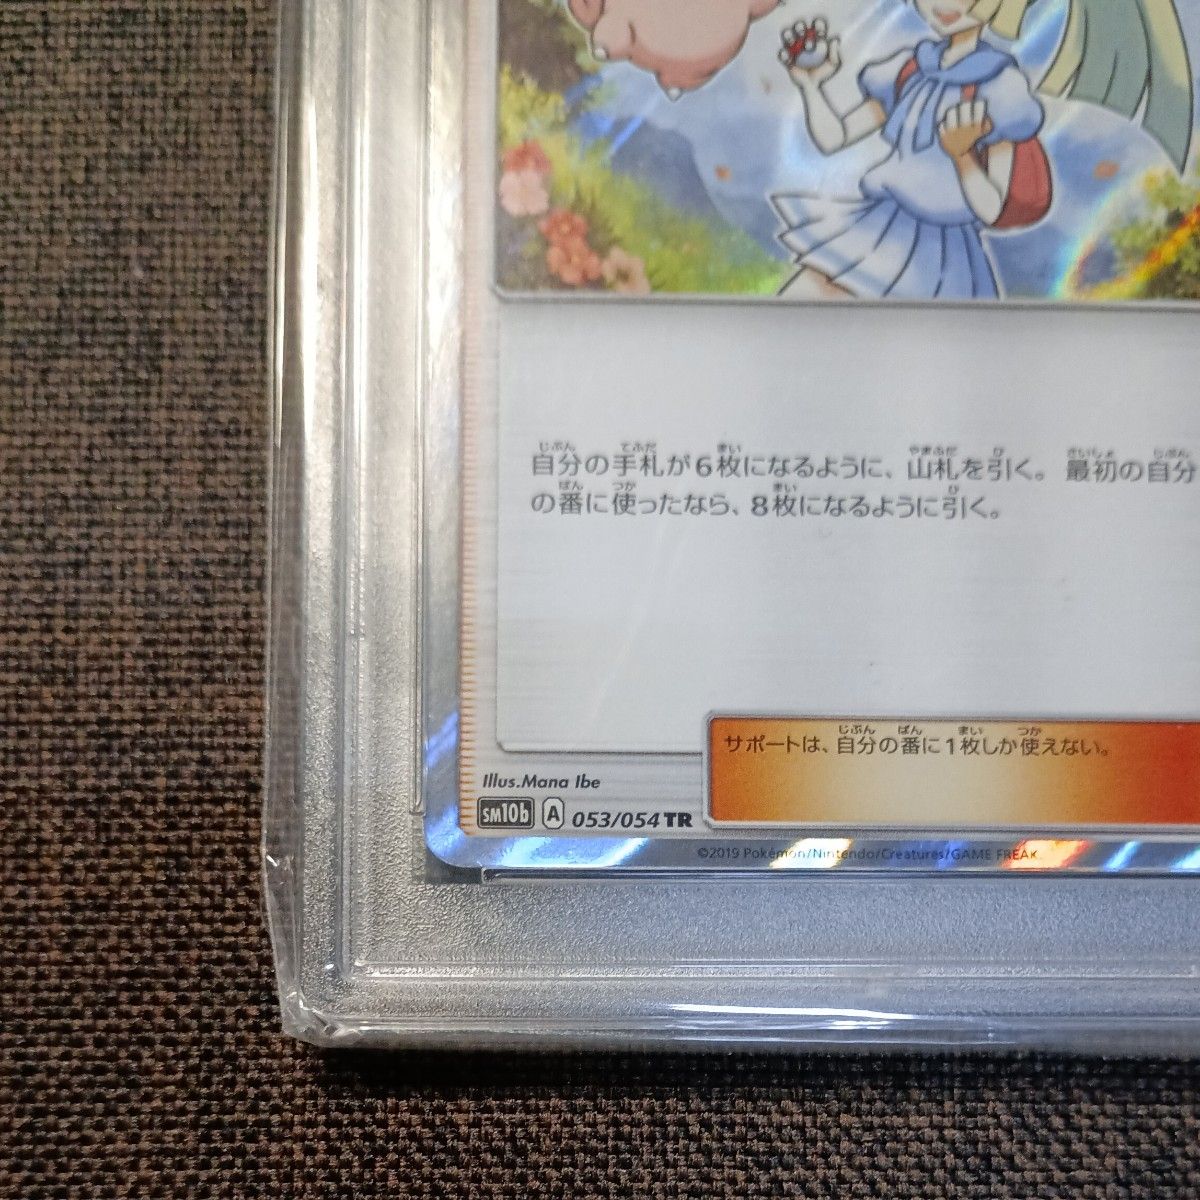 自分の手札が6枚になるように、山札を引く。最初の自分
の番に使ったなら、8枚になるように引く。
サポートは、自分の番に1枚しか使えない。
Illus.Mana Ibe
SM10b A 053/054 TR
©2019 Pokémon/Nintendo/Creatures/GAME FREAK.